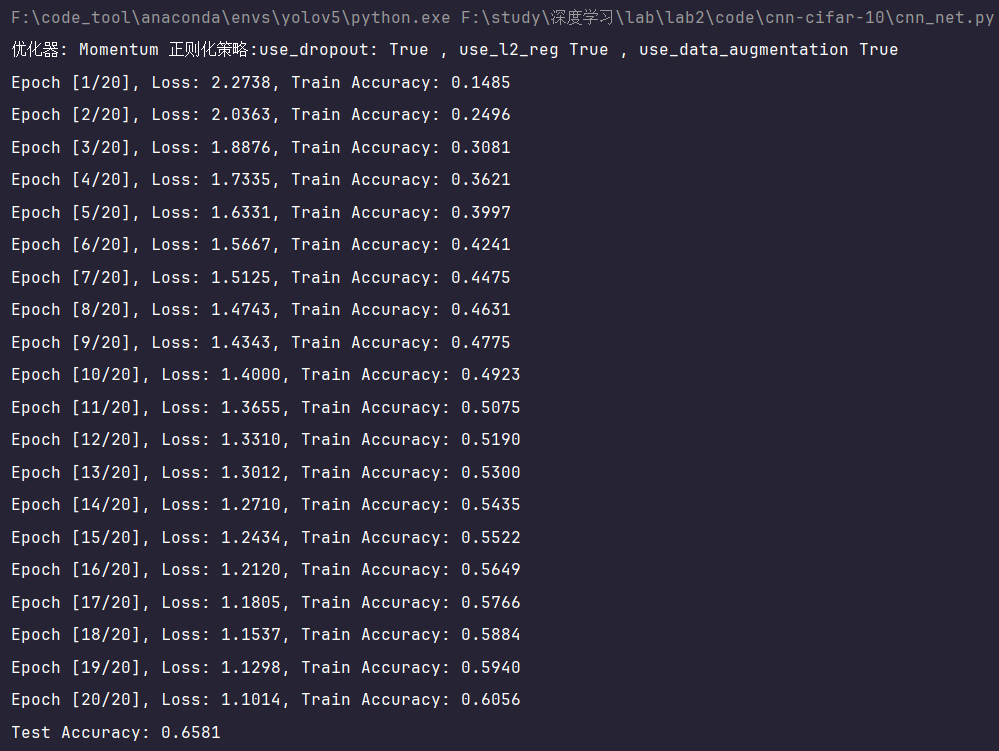 F:\code_tool\anaconda\envs\yolov5\python.exe F:\study\深度学习\lab\lab2\code\cnn-cifar-10\cnn_net.py
优化器: Momentum 正则化策略:use_dropout: True , use_l2_reg True , use_data_augmentation True
Epoch [1/20], Loss: 2.2738, Train Accuracy: 0.1485
Epoch [2/20], Loss: 2.0363, Train Accuracy: 0.2496
Epoch [3/20], Loss: 1.8876, Train Accuracy: 0.3081
Epoch [4/20], Loss: 1.7335, Train Accuracy: 0.3621
Epoch [5/20], Loss: 1.6331, Train Accuracy: 0.3997
Epoch [6/20], Loss: 1.5667, Train Accuracy: 0.4241
Epoch [7/20], Loss: 1.5125, Train Accuracy: 0.4475
Epoch [8/20], Loss: 1.4743, Train Accuracy: 0.4631
Epoch [9/20], Loss: 1.4343, Train Accuracy: 0.4775
Epoch [10/20], Loss: 1.4000, Train Accuracy: 0.4923
Epoch [11/20], Loss: 1.3655, Train Accuracy: 0.5075
Epoch [12/20], Loss: 1.3310, Train Accuracy: 0.5190
Epoch [13/20], Loss: 1.3012, Train Accuracy: 0.5300
Epoch [14/20], Loss: 1.2710, Train Accuracy: 0.5435
Epoch [15/20], Loss: 1.2434, Train Accuracy: 0.5522
Epoch [16/20], Loss: 1.2120, Train Accuracy: 0.5649
Epoch [17/20], Loss: 1.1805, Train Accuracy: 0.5766
Epoch [18/20], Loss: 1.1537, Train Accuracy: 0.5884
Epoch [19/20], Loss: 1.1298, Train Accuracy: 0.5940
Epoch [20/20], Loss: 1.1014, Train Accuracy: 0.6056
Test Accuracy: 0.6581